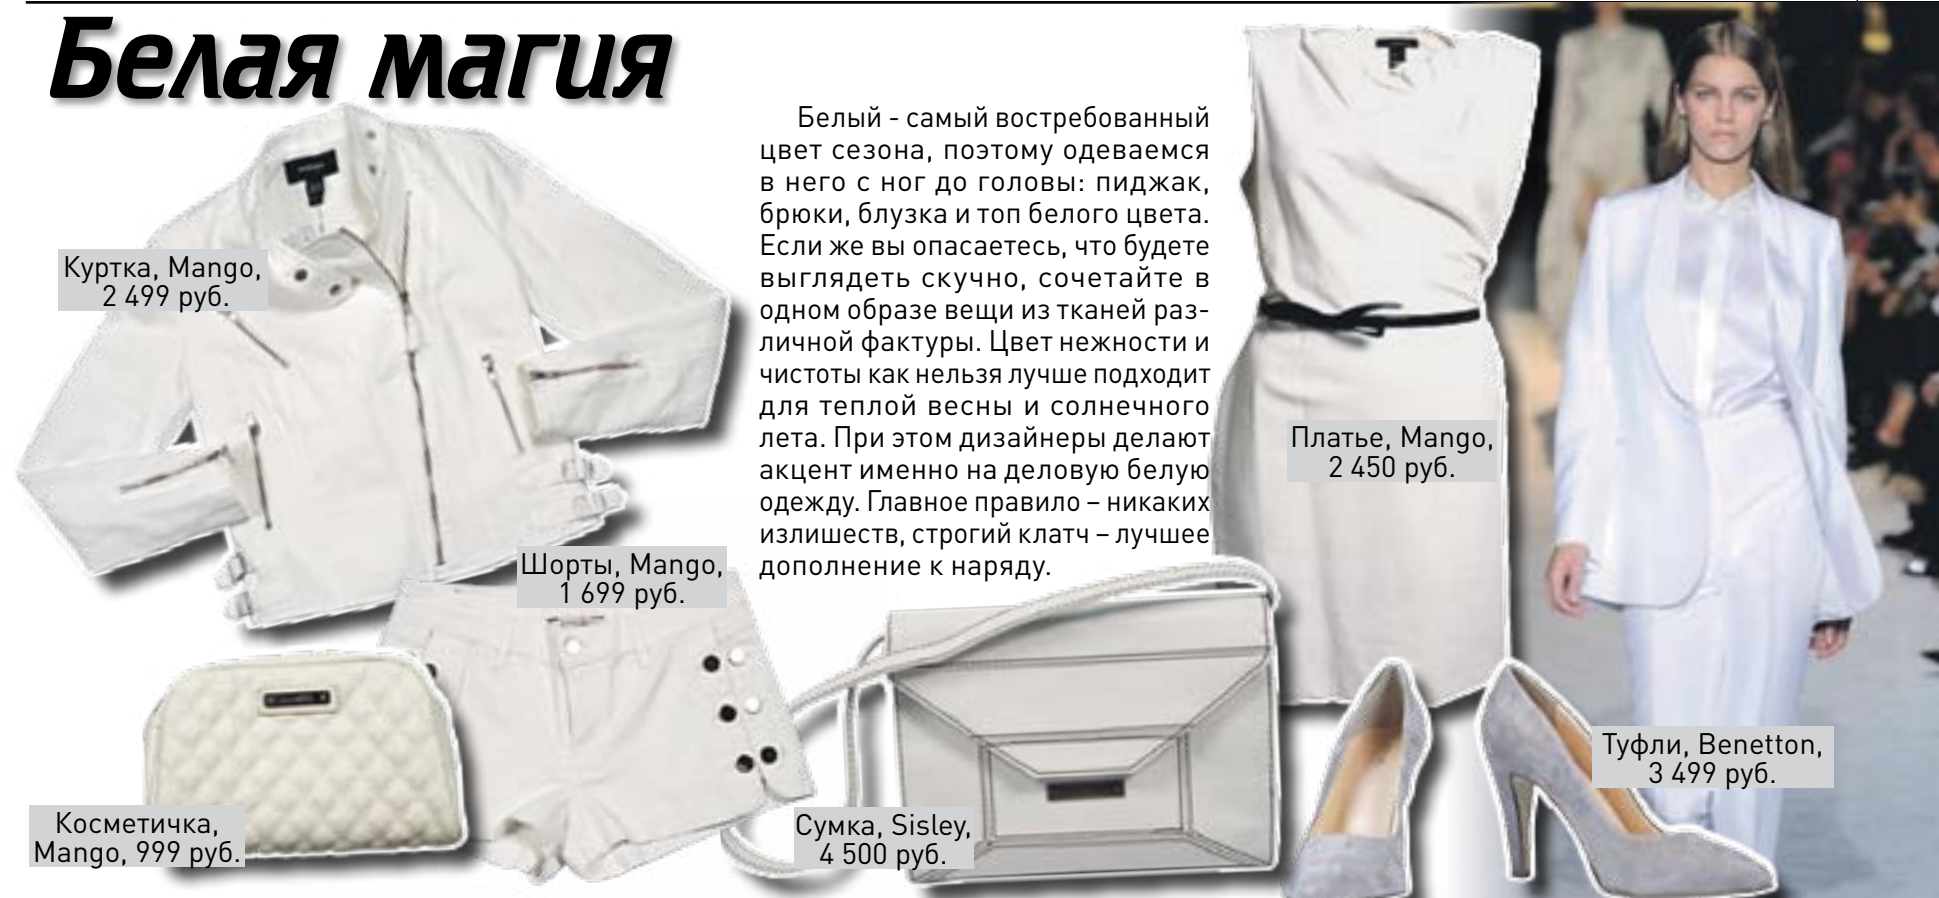 Белая магия
Белый - самый востребованный
цвет сезона, поэтому одеваемся
в него с ног до головы: пиджак,
брюки, блузка и топ белого цвета.
Если же вы опасаетесь, что будете
выглядеть скучно, сочетайте в
одном образе вещи из тканей раз-
личной фактуры. Цвет нежности и
чистоты как нельзя лучше подходит
для теплой весны и солнечного
лета. При этом дизайнеры делают
акцент именно на деловую белую
одежду. Главное правило – никаких
излишеств, строгий клатч – лучшее
дополнение к наряду.
Куртка, Mango,
2 499 руб.
Шорты, Mango,
1 699 руб.
Косметичка,
Mango, 999 руб.
Сумка, Sisley,
4 500 руб.
Платье, Mango,
2 450 руб.
Туфли, Benetton,
3 499 руб.